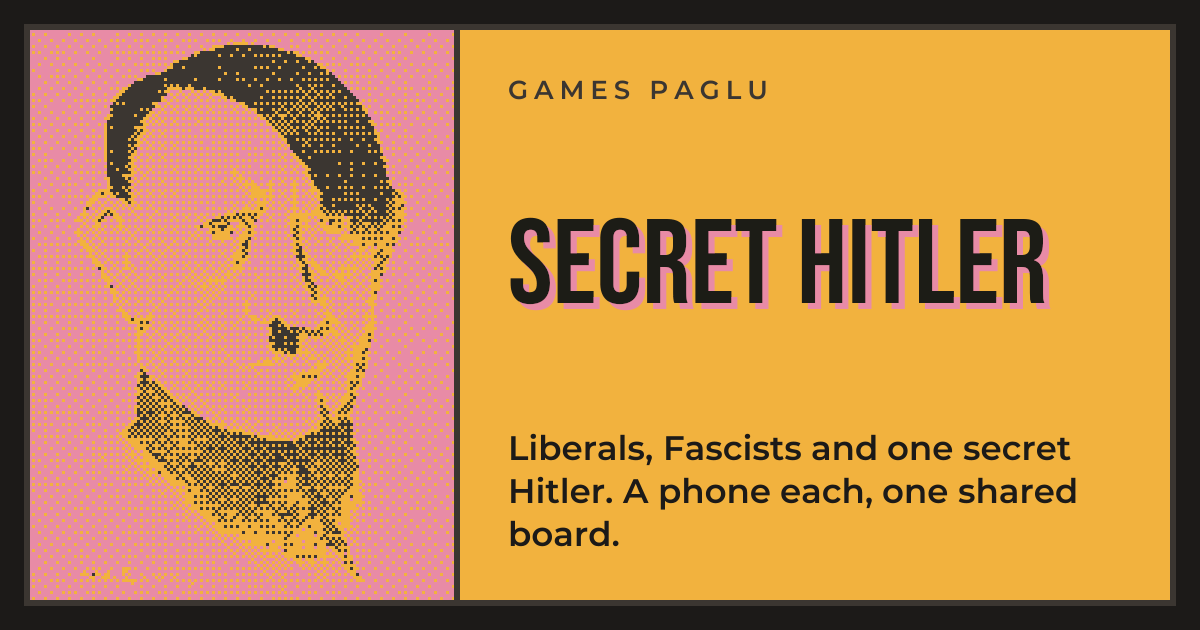 GAMES PAGLU
SECRET HITLER
Liberals, Fascists and one secret
Hitler. A phone each, one shared
board.